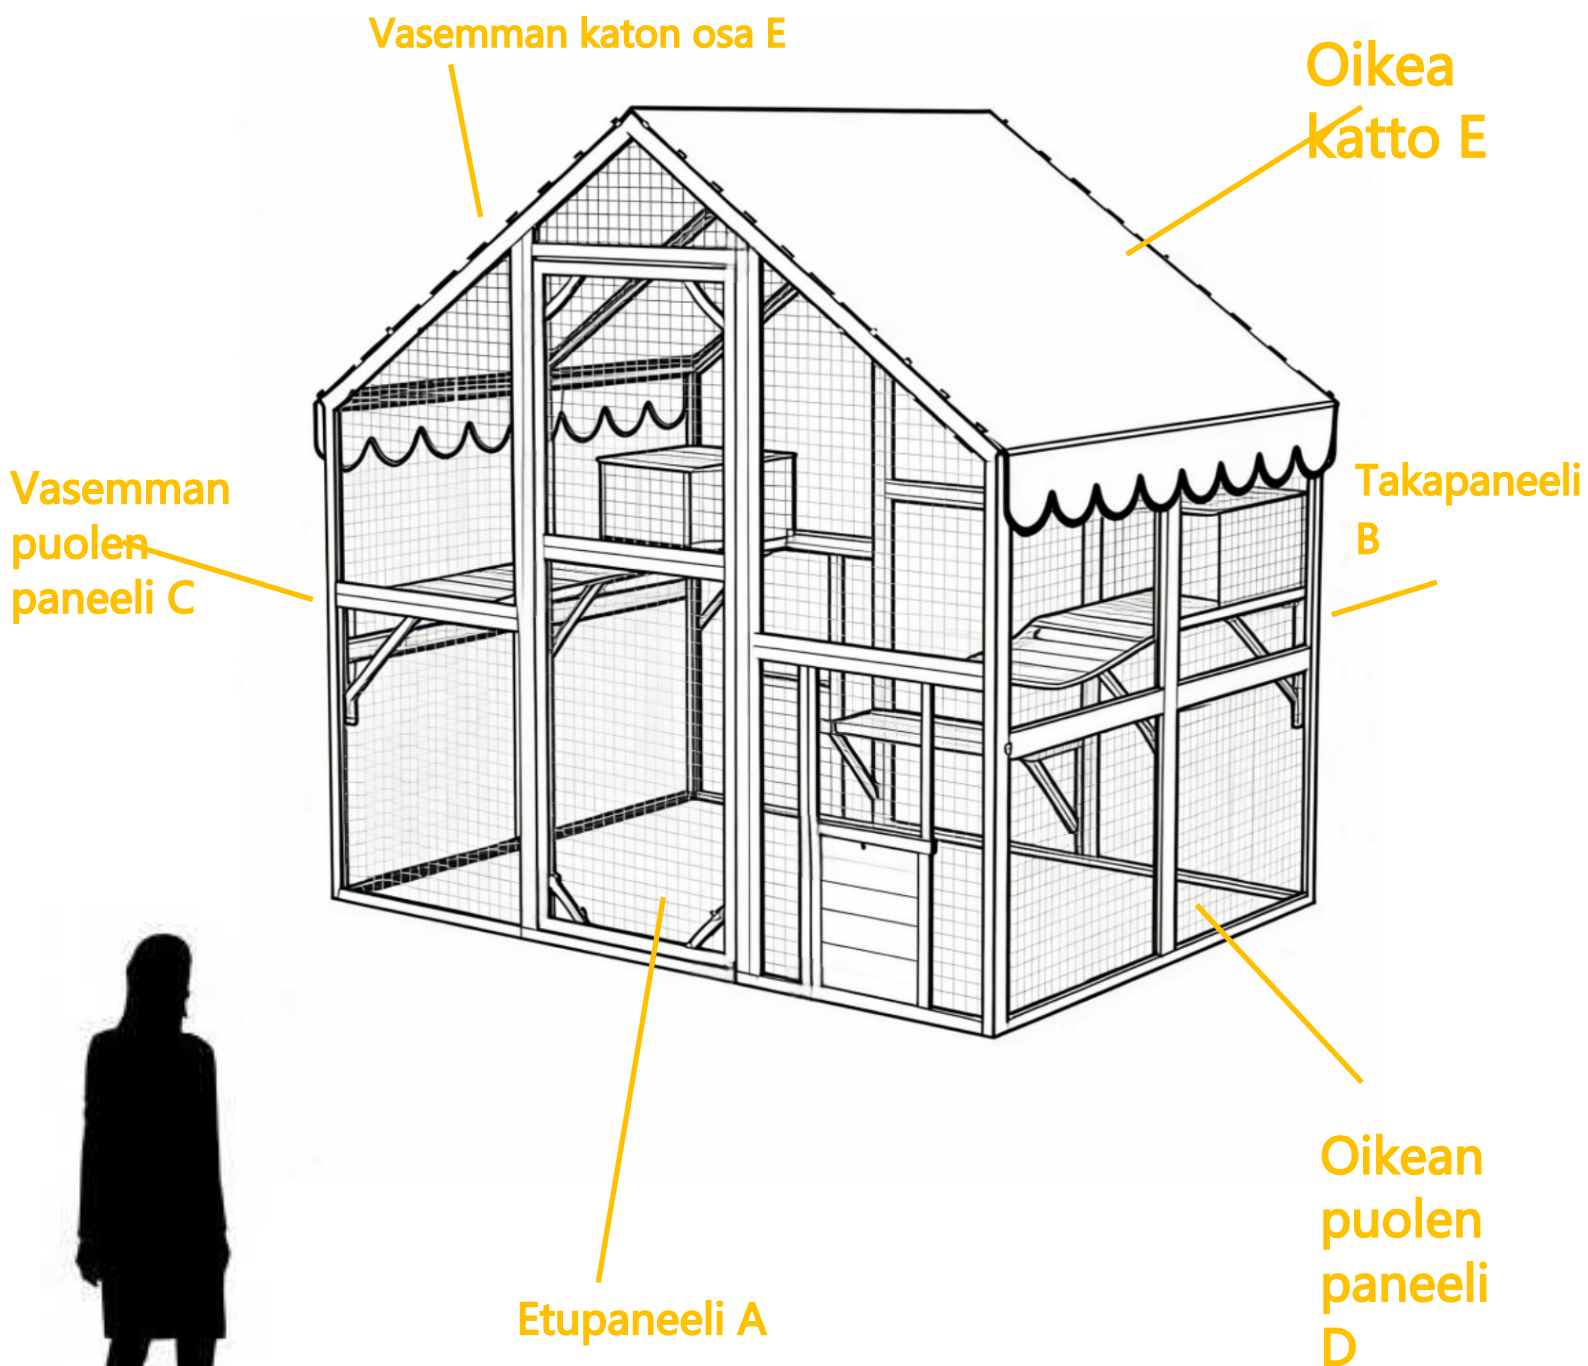 Vasemman katon osa E
Oikea
katto E
Vasemman
puolen
paneeli C
Takapaneeli
B
Oikean
puolen
paneeli
D
Etupaneeli A